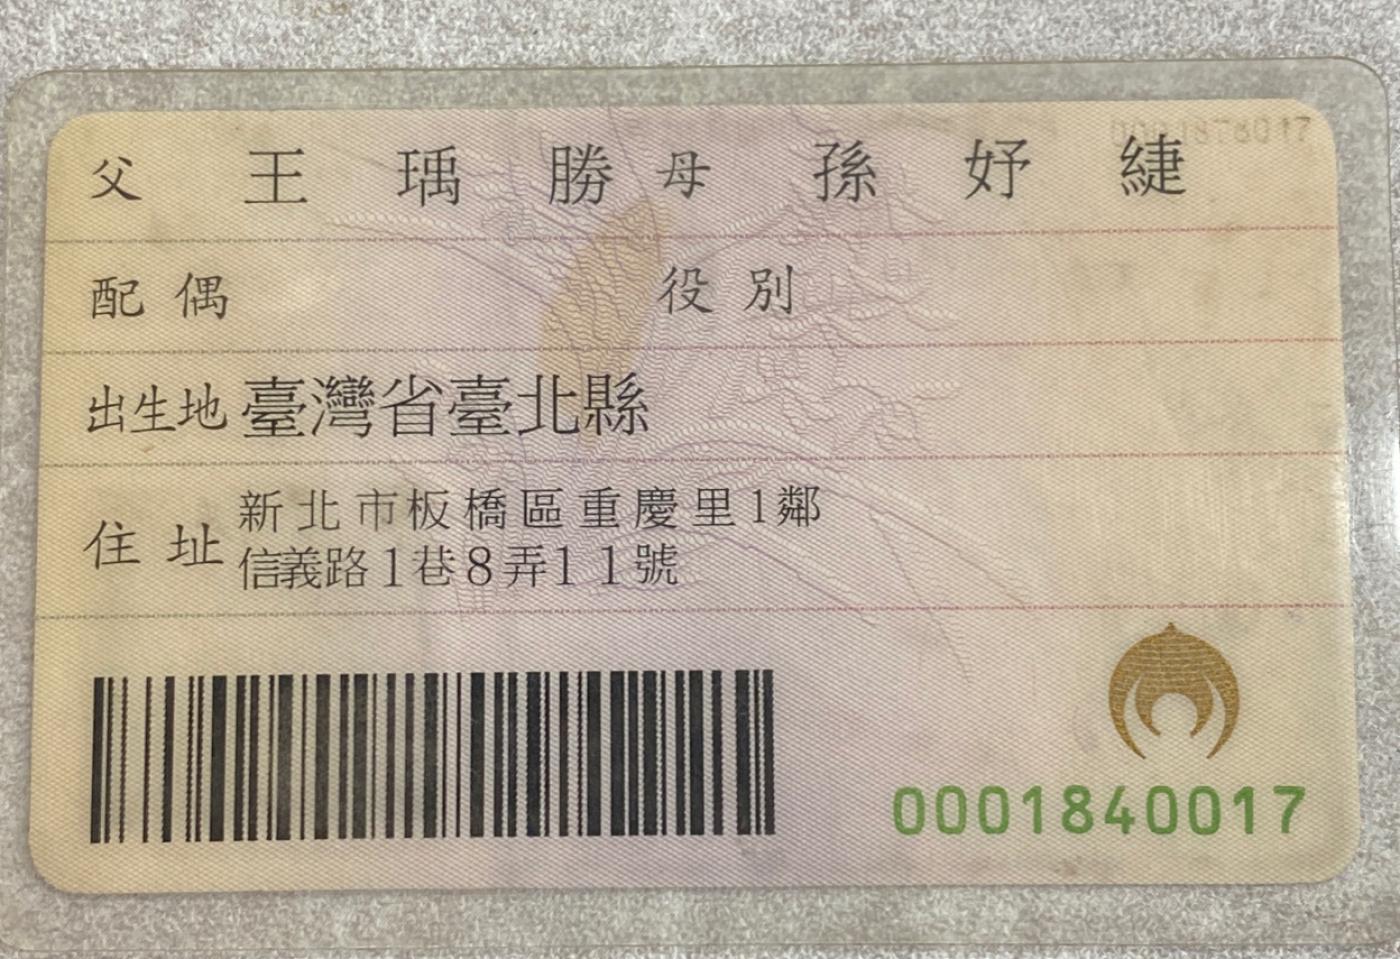 父 王瑀勝 母 孫妤緁
配偶 役別
出生地 臺灣省臺北縣
住址 新北市板橋區重慶里1鄰
信義路1巷8弄11號
0001840017